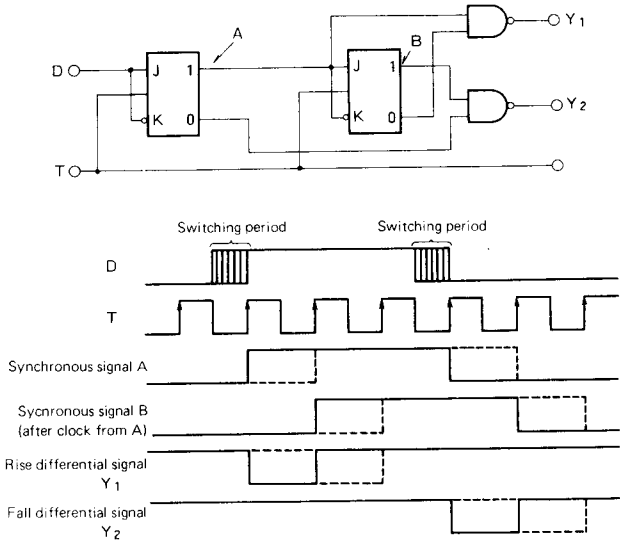 A
B
Y1
D
J 1
J 1
K 0
K 0
Y2
T
Switching period
Switching period
D
T
Synchronous signal A
Sycnronous signal B
(after clock from A)
Rise differential signal
Y1
Fall differential signal
Y2